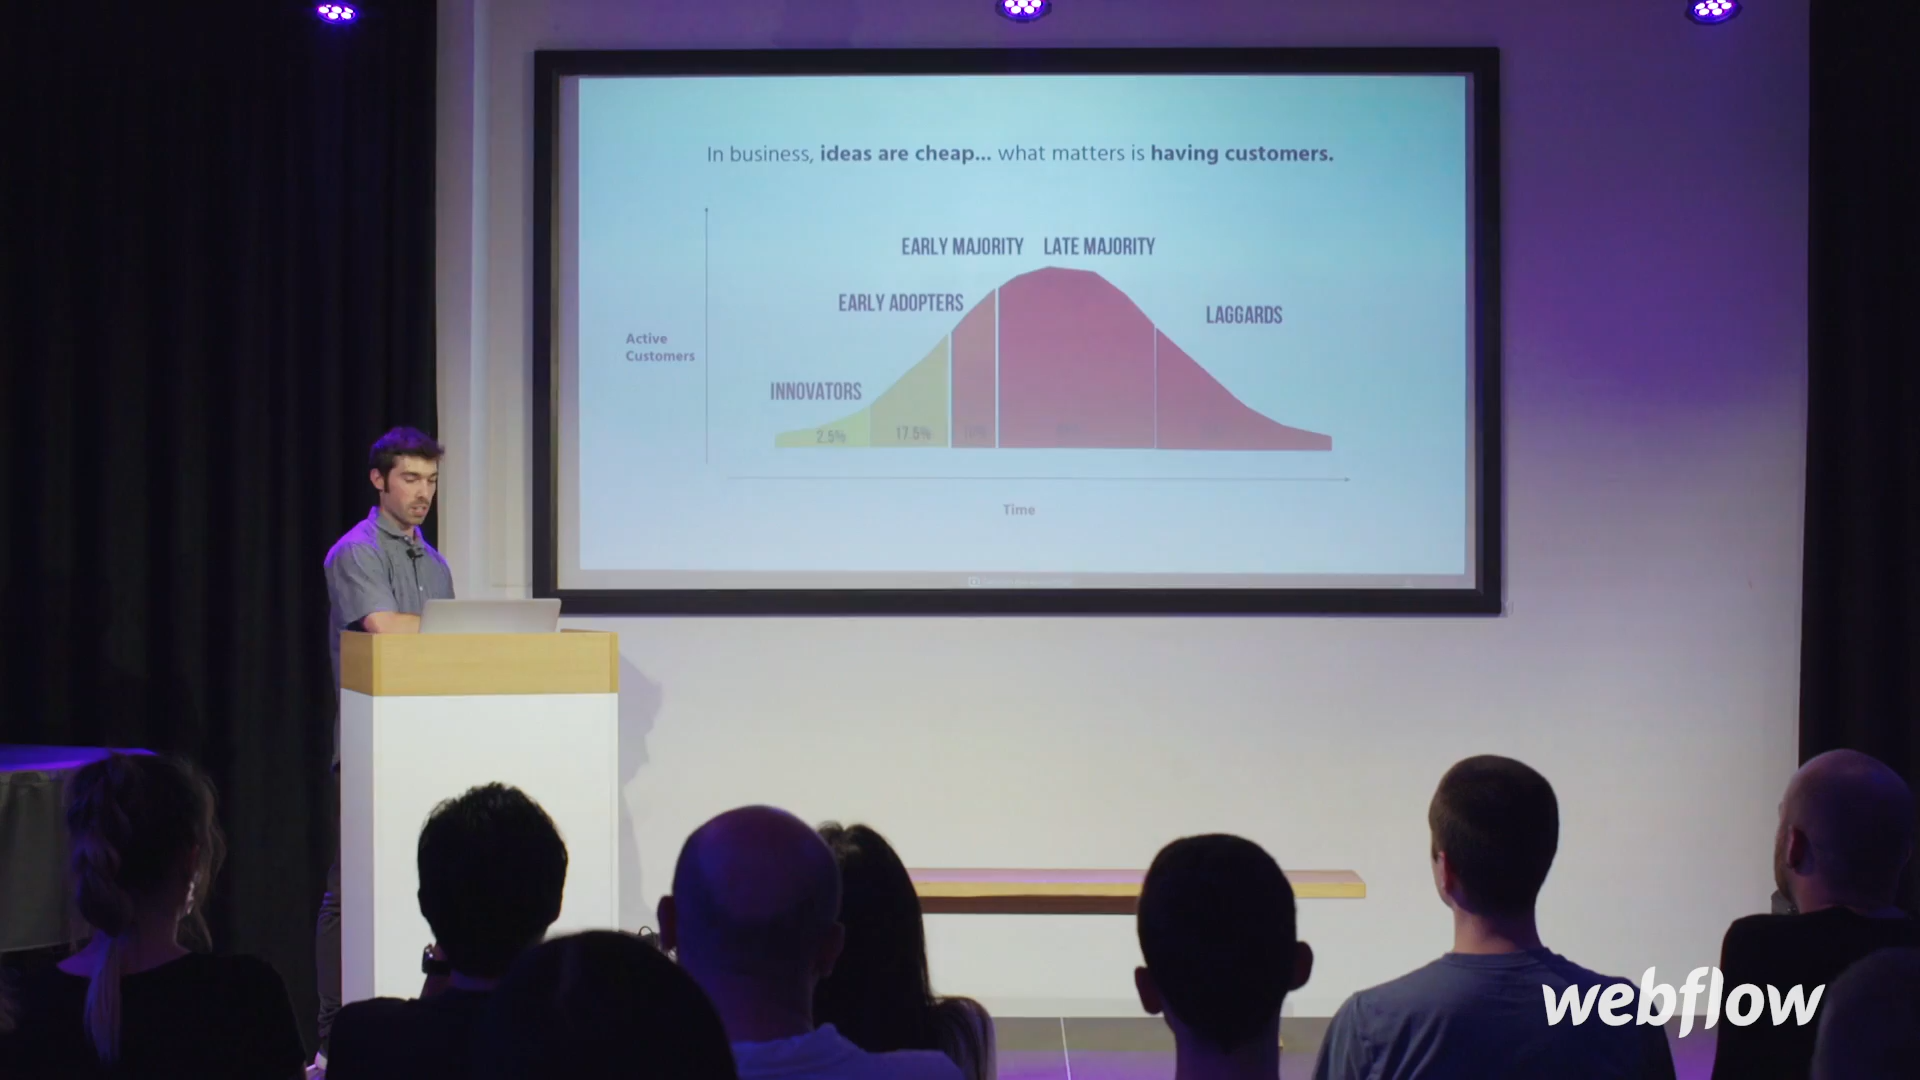 In business, ideas are cheap... what matters is having customers.
EARLY MAJORITY LATE MAJORITY
EARLY ADOPTERS
LAGGARDS
Active
Customers
INNOVATORS
2.5% 17.5%
Time
webflow